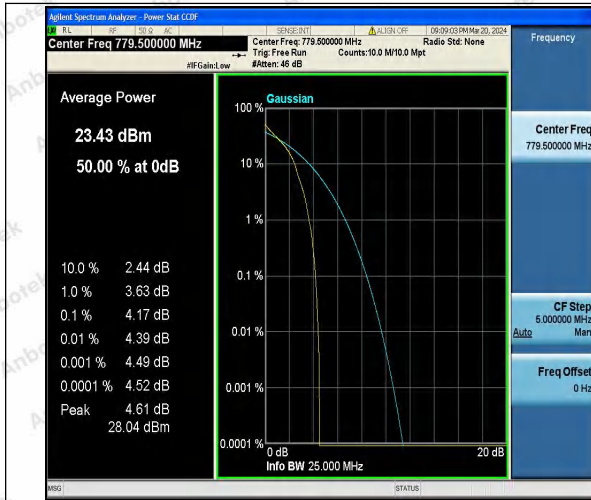 Agilent Spectrum Analyzer - Power Stat CCDF
RL RF 50 Ω AC SENSE:INT ALIGN OFF 09:09:03 PM Mar 20, 2024
Center Freq 779.500000 MHz
Center Freq: 779.500000 MHz Radio Std: None
Trig: Free Run Counts:10.0 M/10.0 Mpt
#IFGain:Low #Atten: 46 dB
Frequency
Average Power
23.43 dBm
50.00 % at 0dB
10.0 % 2.44 dB
1.0 % 3.63 dB
0.1 % 4.17 dB
0.01 % 4.39 dB
0.001 % 4.49 dB
0.0001 % 4.52 dB
Peak 4.61 dB
28.04 dBm
Gaussian
100 %
10 %
1 %
0.1 %
0.01 %
0.001 %
0.0001 %
0 dB 20 dB
Info BW 25.000 MHz
Center Freq
779.500000 MHz
CF Step
5.000000 MHz
Auto Man
Freq Offset
0 Hz
MSG STATUS